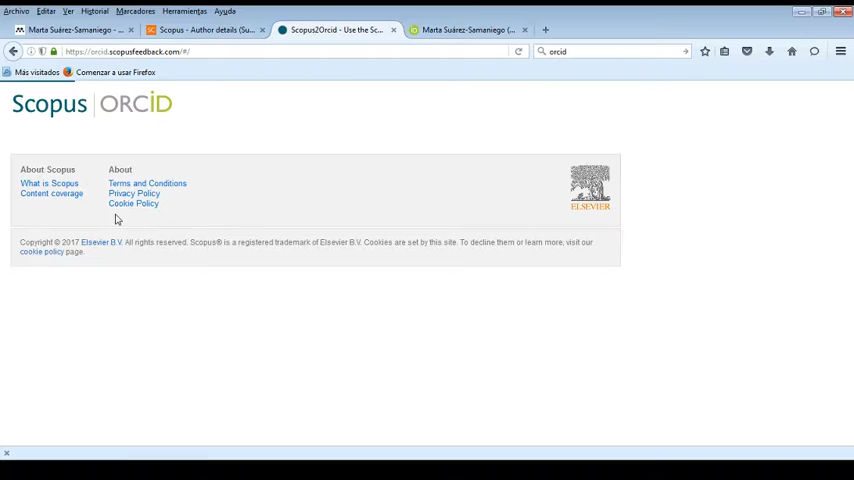 Archivo Editar Ver Historial Marcadores Herramientas Ayuda
Marta Suárez-Samaniego - ... Scopus - Author details (Su... Scopus2Orcid - Use the Sc... Marta Suárez-Samaniego (...
https://orcid.scopusfeedback.com/#/ orcid
Más visitados Comenzar a usar Firefox
Scopus ORCID
About Scopus About
What is Scopus Terms and Conditions
Content coverage Privacy Policy
Cookie Policy
ELSEVIER
Copyright © 2017 Elsevier B.V. All rights reserved. Scopus® is a registered trademark of Elsevier B.V. Cookies are set by this site. To decline them or learn more, visit our
cookie policy page.